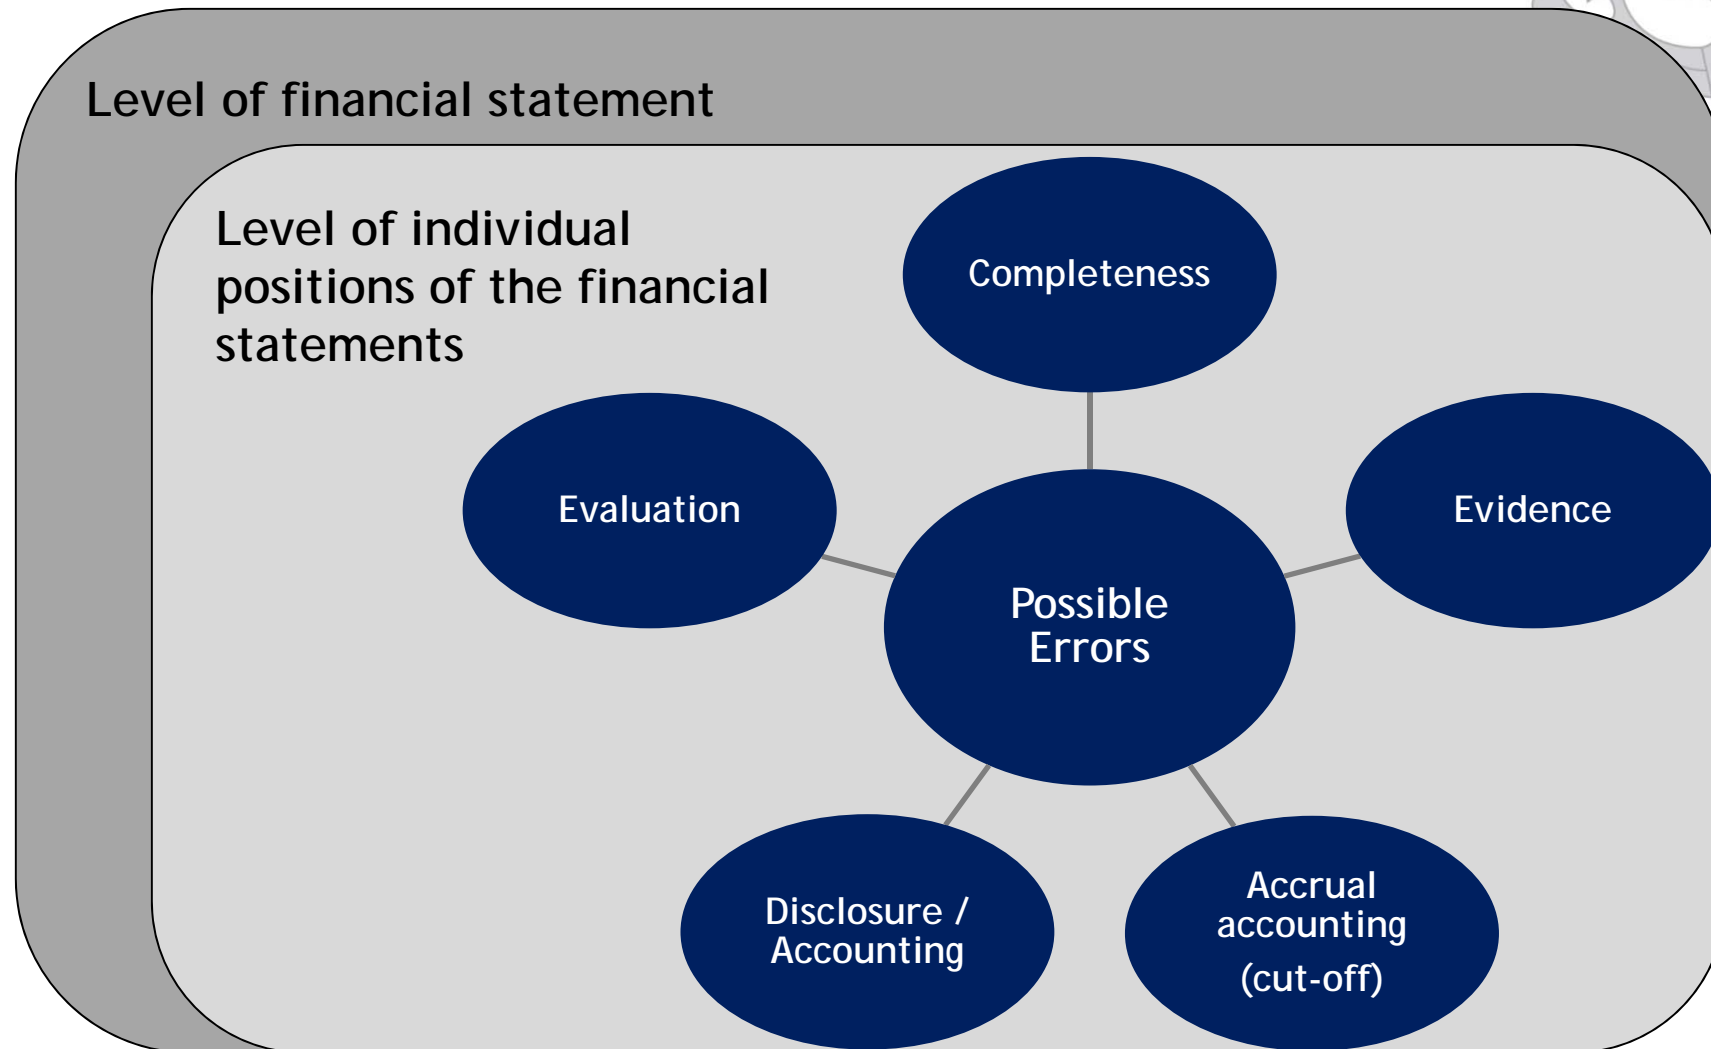 Level of financial statement
Level of individual
positions of the financial
statements
Completeness
Evaluation
Evidence
Possible
Errors
Disclosure /
Accounting
Accrual
accounting
(cut-off)